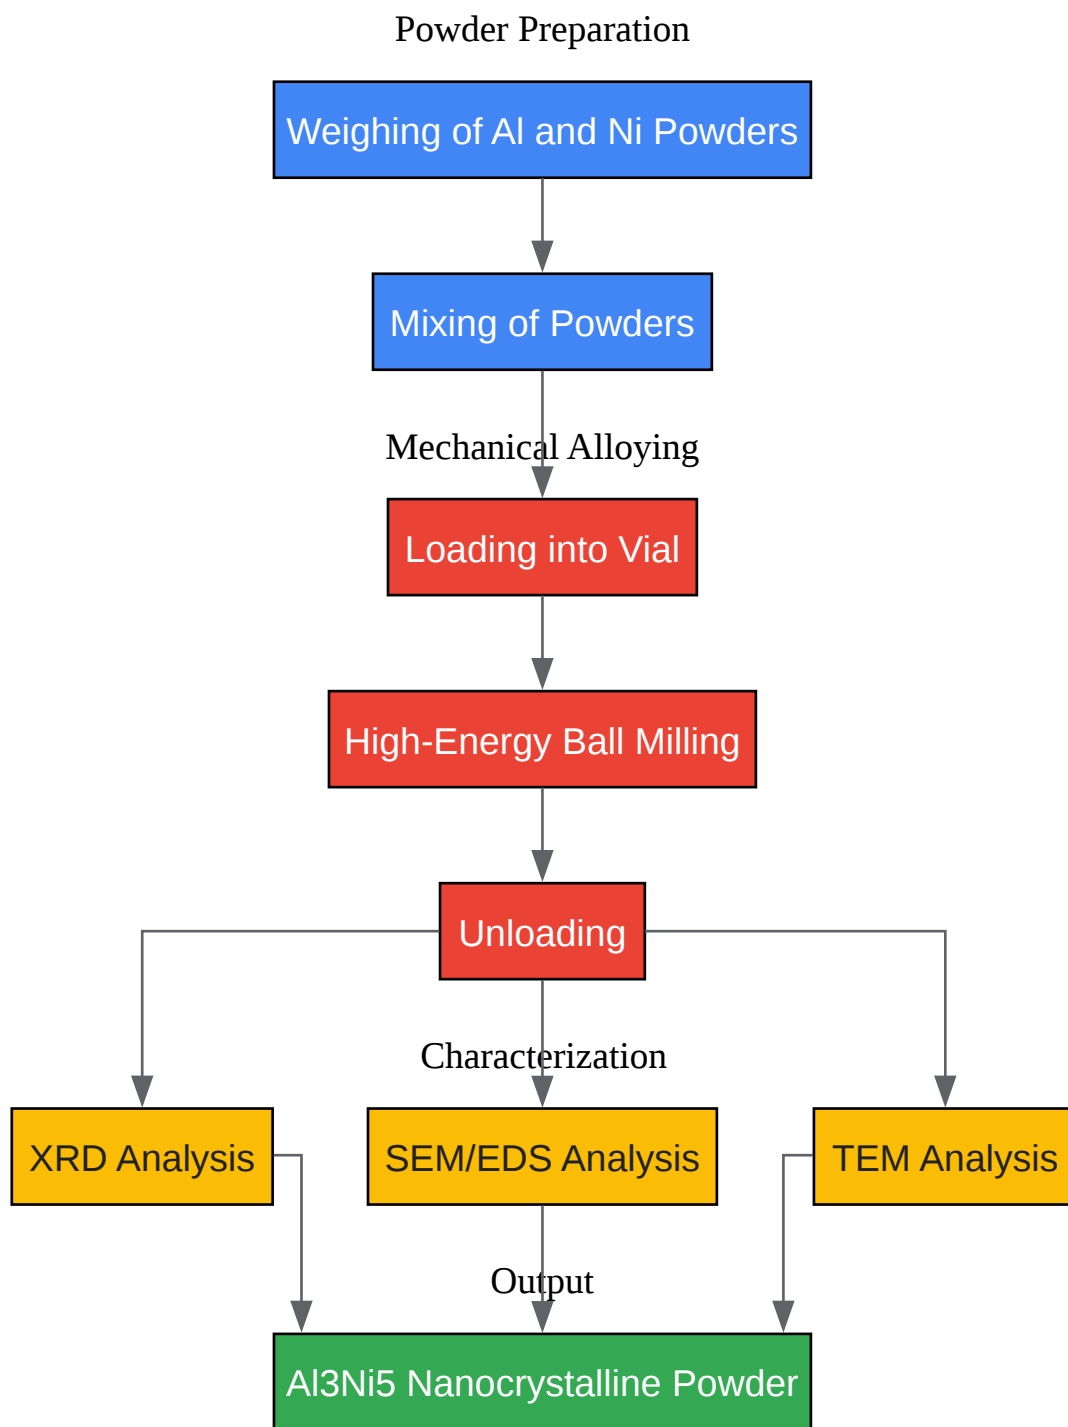 Powder Preparation
Weighing of Al and Ni Powders
Mixing of Powders
Mechanical Alloying
Loading into Vial
High-Energy Ball Milling
Unloading
Characterization
XRD Analysis
SEM/EDS Analysis
TEM Analysis
Output
Al3Ni5 Nanocrystalline Powder